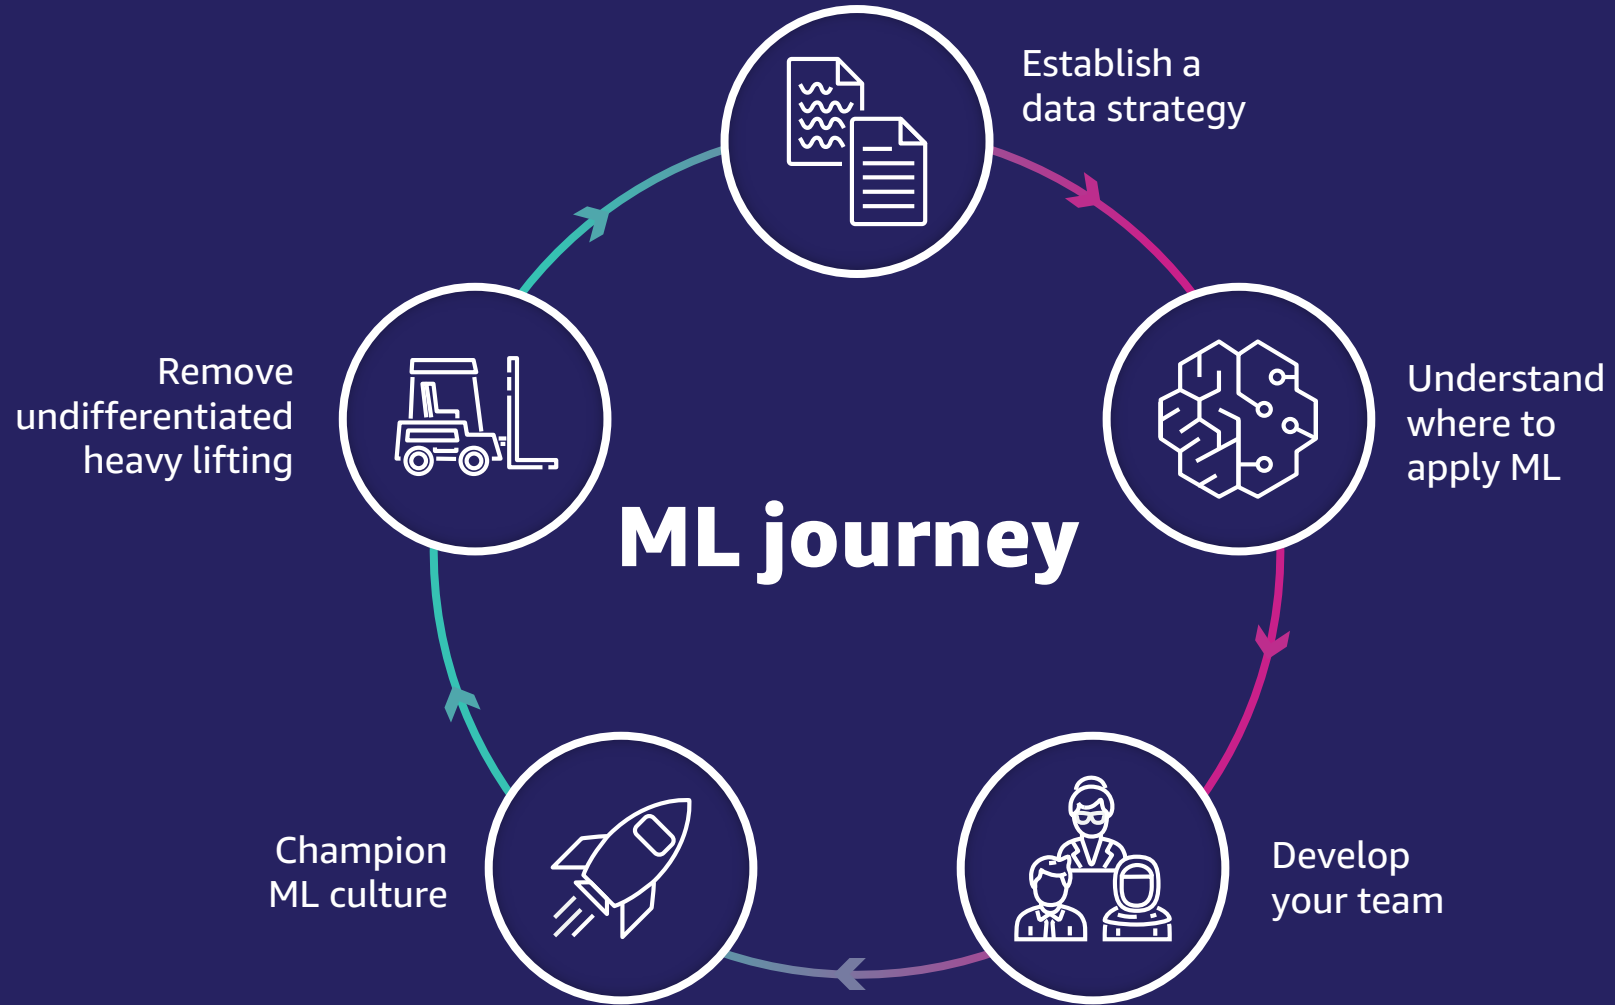 Establish a
data strategy
Understand
where to
apply ML
Develop
your team
Champion
ML culture
Remove
undifferentiated
heavy lifting
ML journey